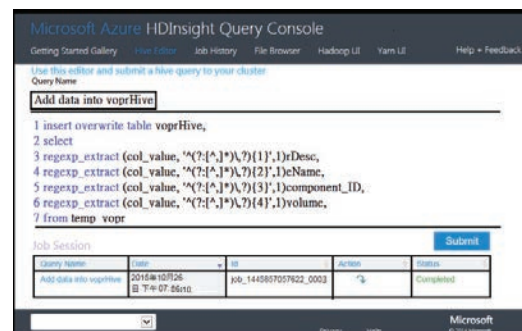 Microsoft Azure HDInsight Query Console
Getting Started Gallery Hive Editor Job History File Browser Hadoop UI Yarn UI Help + Feedback
Use this editor and submit a hive query to your cluster
Query Name
Add data into voprHive
1 insert overwrite table voprHive,
2 select
3 regexp_extract (col_value, '^(?:[^,]*)\,?){1}',1)rDesc,
4 regexp_extract (col_value, '^(?:[^,]*)\,?){2}',1)eName,
5 regexp_extract (col_value, '^(?:[^,]*)\,?){3}',1)component_ID,
6 regexp_extract (col_value, '^(?:[^,]*)\,?){4}',1)volume,
7 from temp_vopr
Submit
Job Session
Query Name Date Id Action Status
Add data into voprHive 2015年10月26 job_1445857057622_0003 Completed
日 下午07:
Microsoft